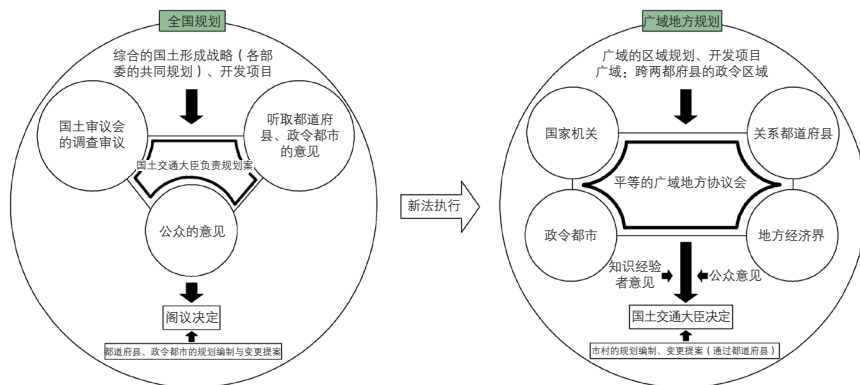 全国规划
综合的国土形成战略（各部
委的共同规划）、开发项目
国土审议会
的调查审议
听取都道府
县、政令都市
的意见
国土交通大臣负责规划案
公众的意见
阁议决定
都道府县、政令都市的规划编制与变更提案
新法执行
广域地方规划
广域的区域规划、开发项目
广域：跨两都府县的政令区域
国家机关
关系都道府县
平等的广域地方协议会
政令都市
地方经济界
知识经验
者意见
公众意见
国土交通大臣决定
市村的规划编制、变更提案（通过都道府县）